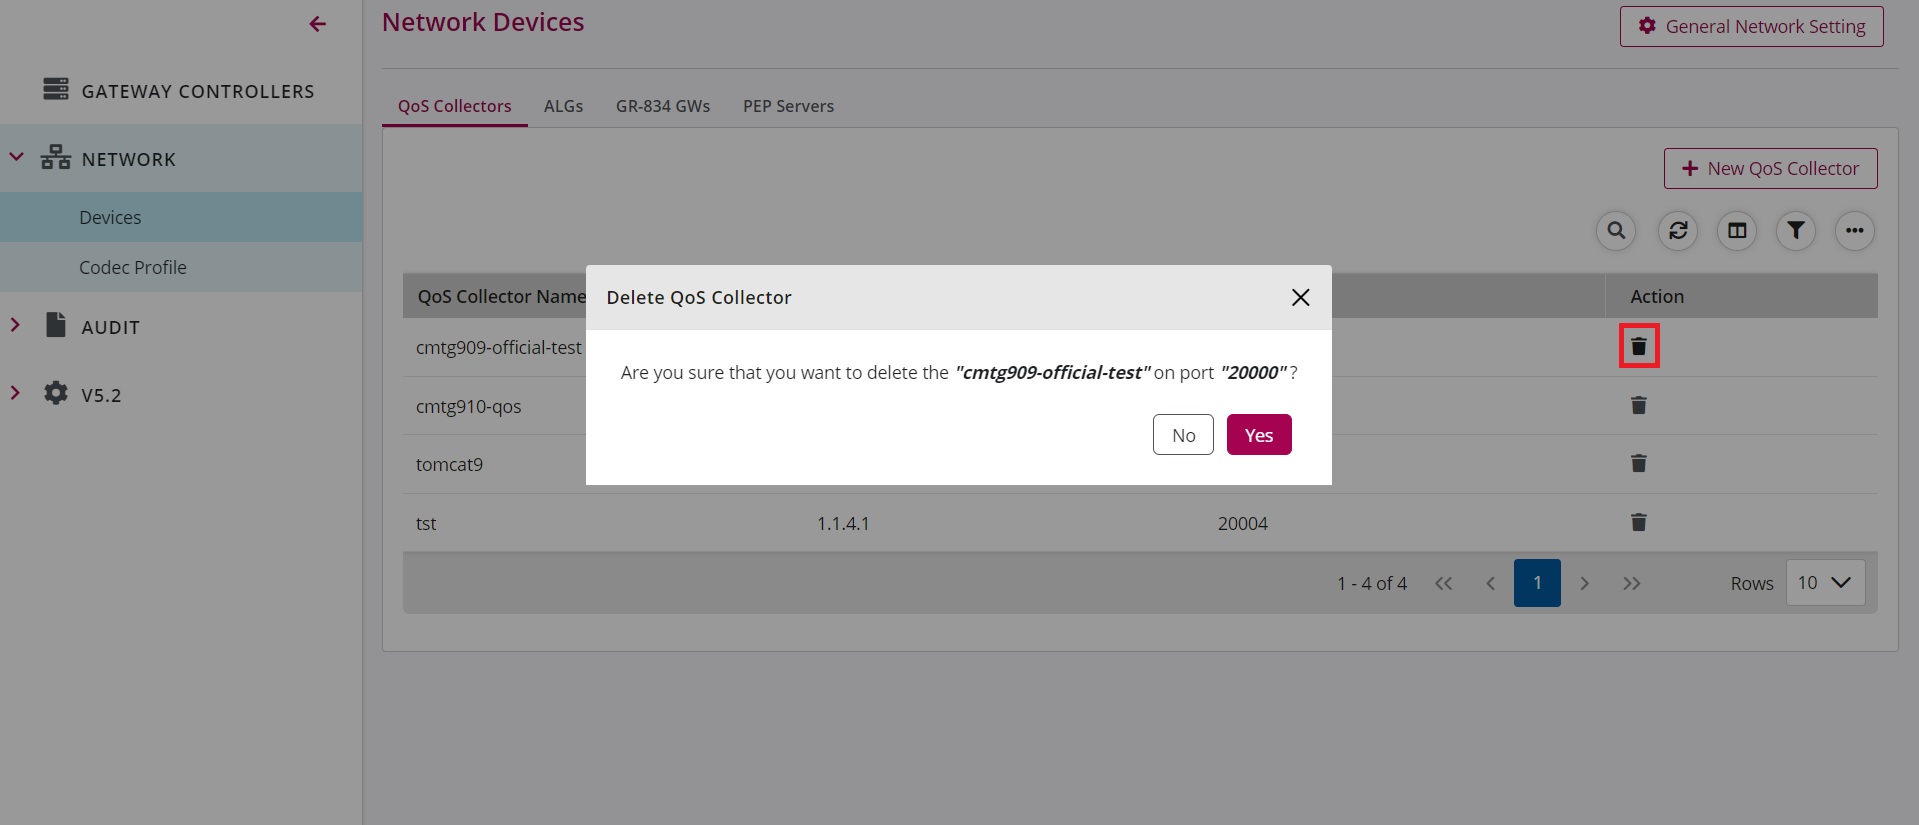 Network Devices
General Network Setting
GATEWAY CONTROLLERS
NETWORK
Devices
Codec Profile
AUDIT
V5.2
QoS Collectors ALGs GR-834 GWs PEP Servers
New QoS Collector
QoS Collector Name
Action
cmtg909-official-test
cmtg910-qos
tomcat9
tst 1.1.4.1 20004
1 - 4 of 4 1 Rows 10
Delete QoS Collector
Are you sure that you want to delete the "cmtg909-official-test" on port "20000" ?
No Yes